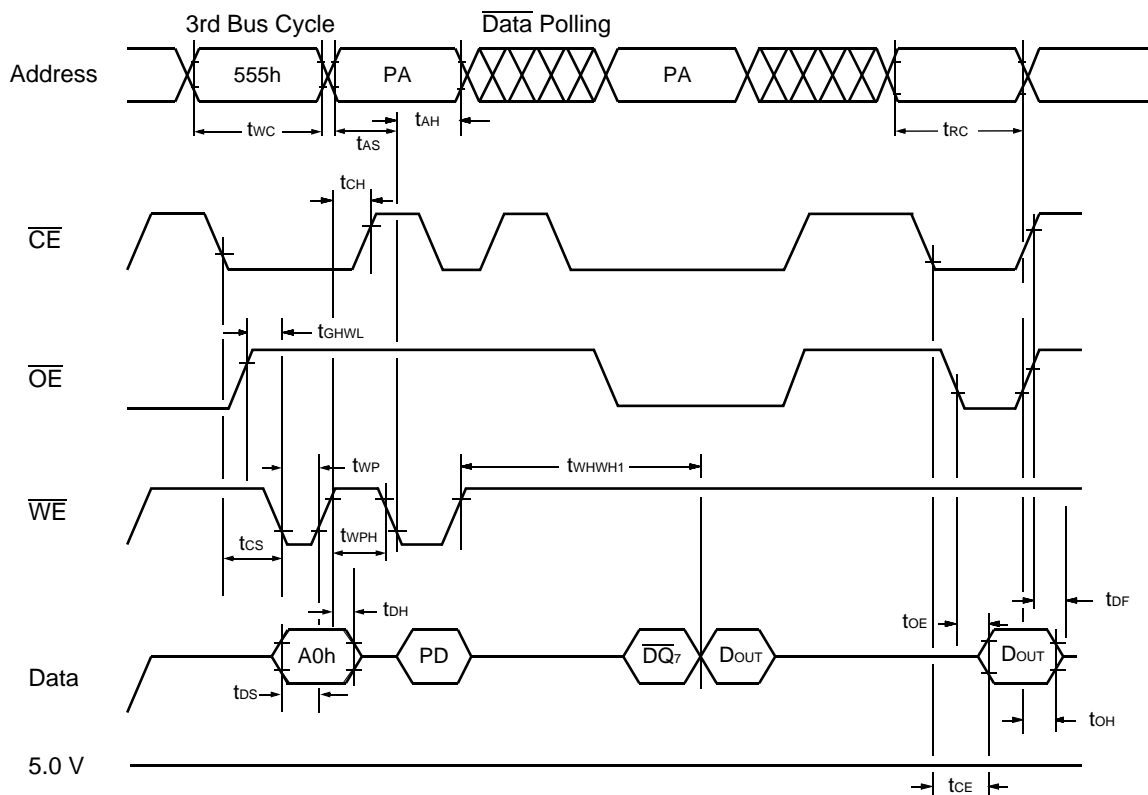 3rd Bus Cycle
Data Polling
Address
555h
PA
PA
tWC
tAS
tAH
tRC
tCH
CE
tGHWL
OE
tWP
tWHWH1
WE
tCS
tWPH
tDH
tOE
tDF
Data
A0h
PD
DQ7
DOUT
DOUT
tDS
tOH
5.0 V
tCE